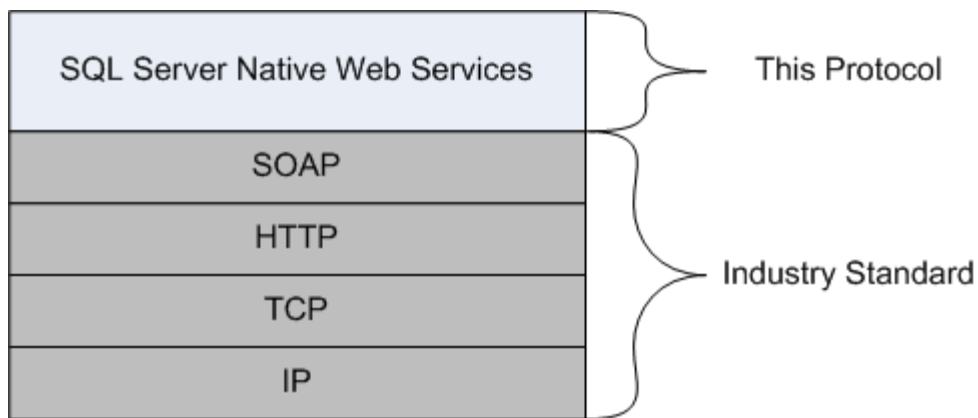 SQL Server Native Web Services
This Protocol
SOAP
HTTP
TCP
IP
Industry Standard